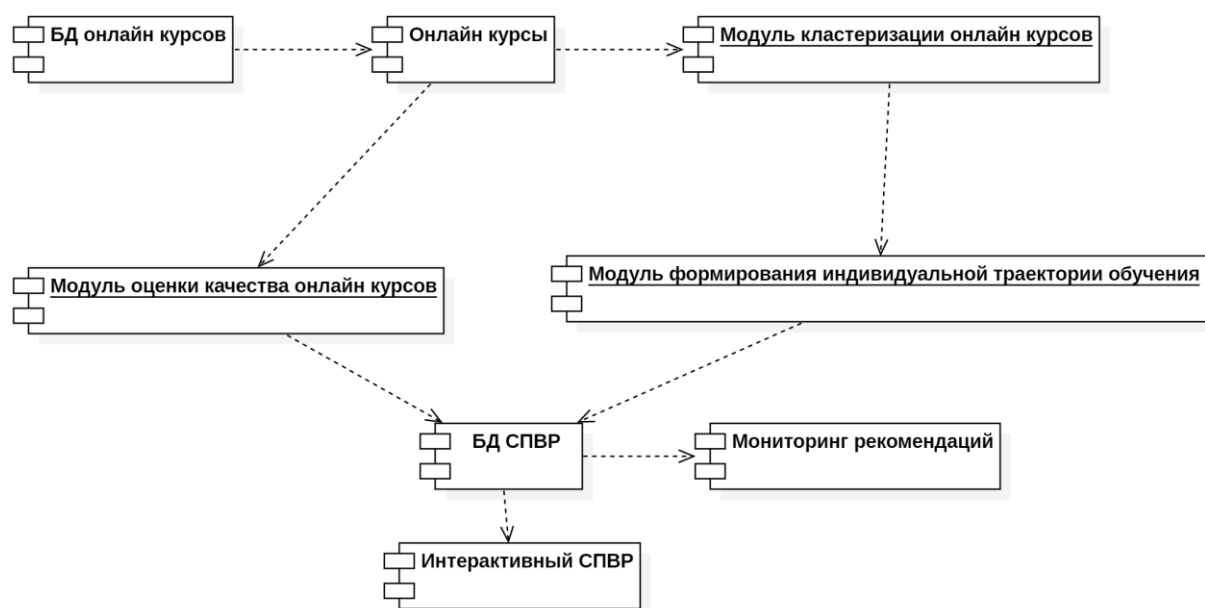 БД онлайн курсов
Онлайн курсы
Модуль кластеризации онлайн курсов
Модуль оценки качества онлайн курсов
Модуль формирования индивидуальной траектории обучения
БД СПВР
Мониторинг рекомендаций
Интерактивный СПВР